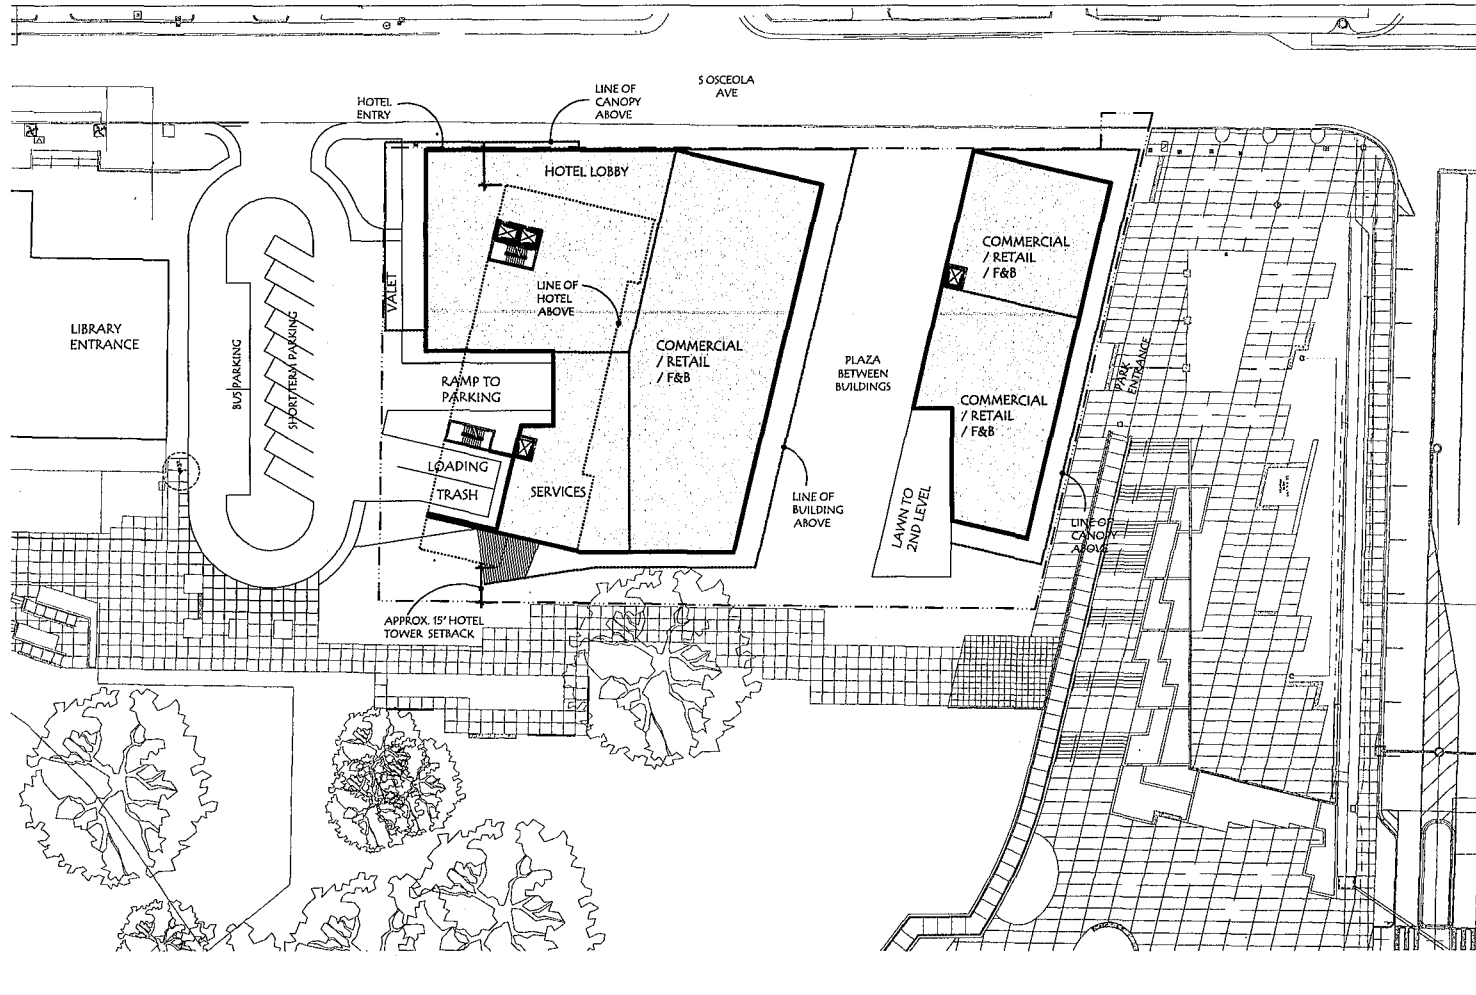 S OSCEOLA
AVE
LINE OF
CANOPY
ABOVE
HOTEL
ENTRY
HOTEL LOBBY
COMMERCIAL
/ RETAIL
/ F&B
LINE OF
HOTEL
ABOVE
VALET
LIBRARY
ENTRANCE
BUS PARKING
SHORT-TERM PARKING
COMMERCIAL
/ RETAIL
/ F&B
PLAZA
BETWEEN
BUILDINGS
PARK
ENTRANCE
RAMP TO
PARKING
COMMERCIAL
/ RETAIL
/ F&B
LOADING
TRASH
SERVICES
LINE OF
BUILDING
ABOVE
LAWN TO
2ND LEVEL
LINE OF
CANOPY
ABOVE
APPROX. 15' HOTEL
TOWER SETBACK